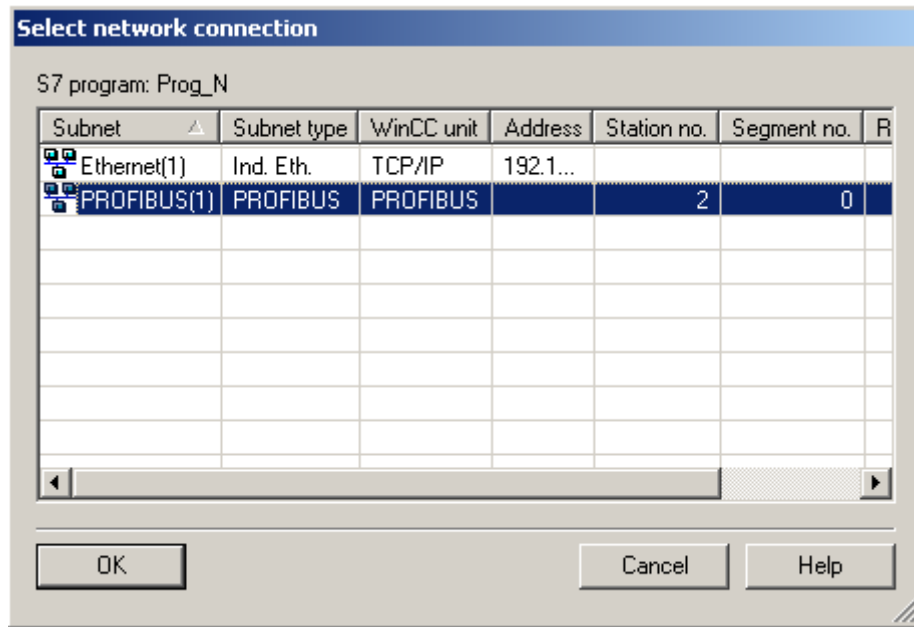 Select network connection
S7 program: Prog_N
Subnet Subnet type WinCC unit Address Station no. Segment no. R
Ethernet(1) Ind. Eth. TCP/IP 192.1...
PROFIBUS(1) PROFIBUS PROFIBUS 2 0
OK Cancel Help